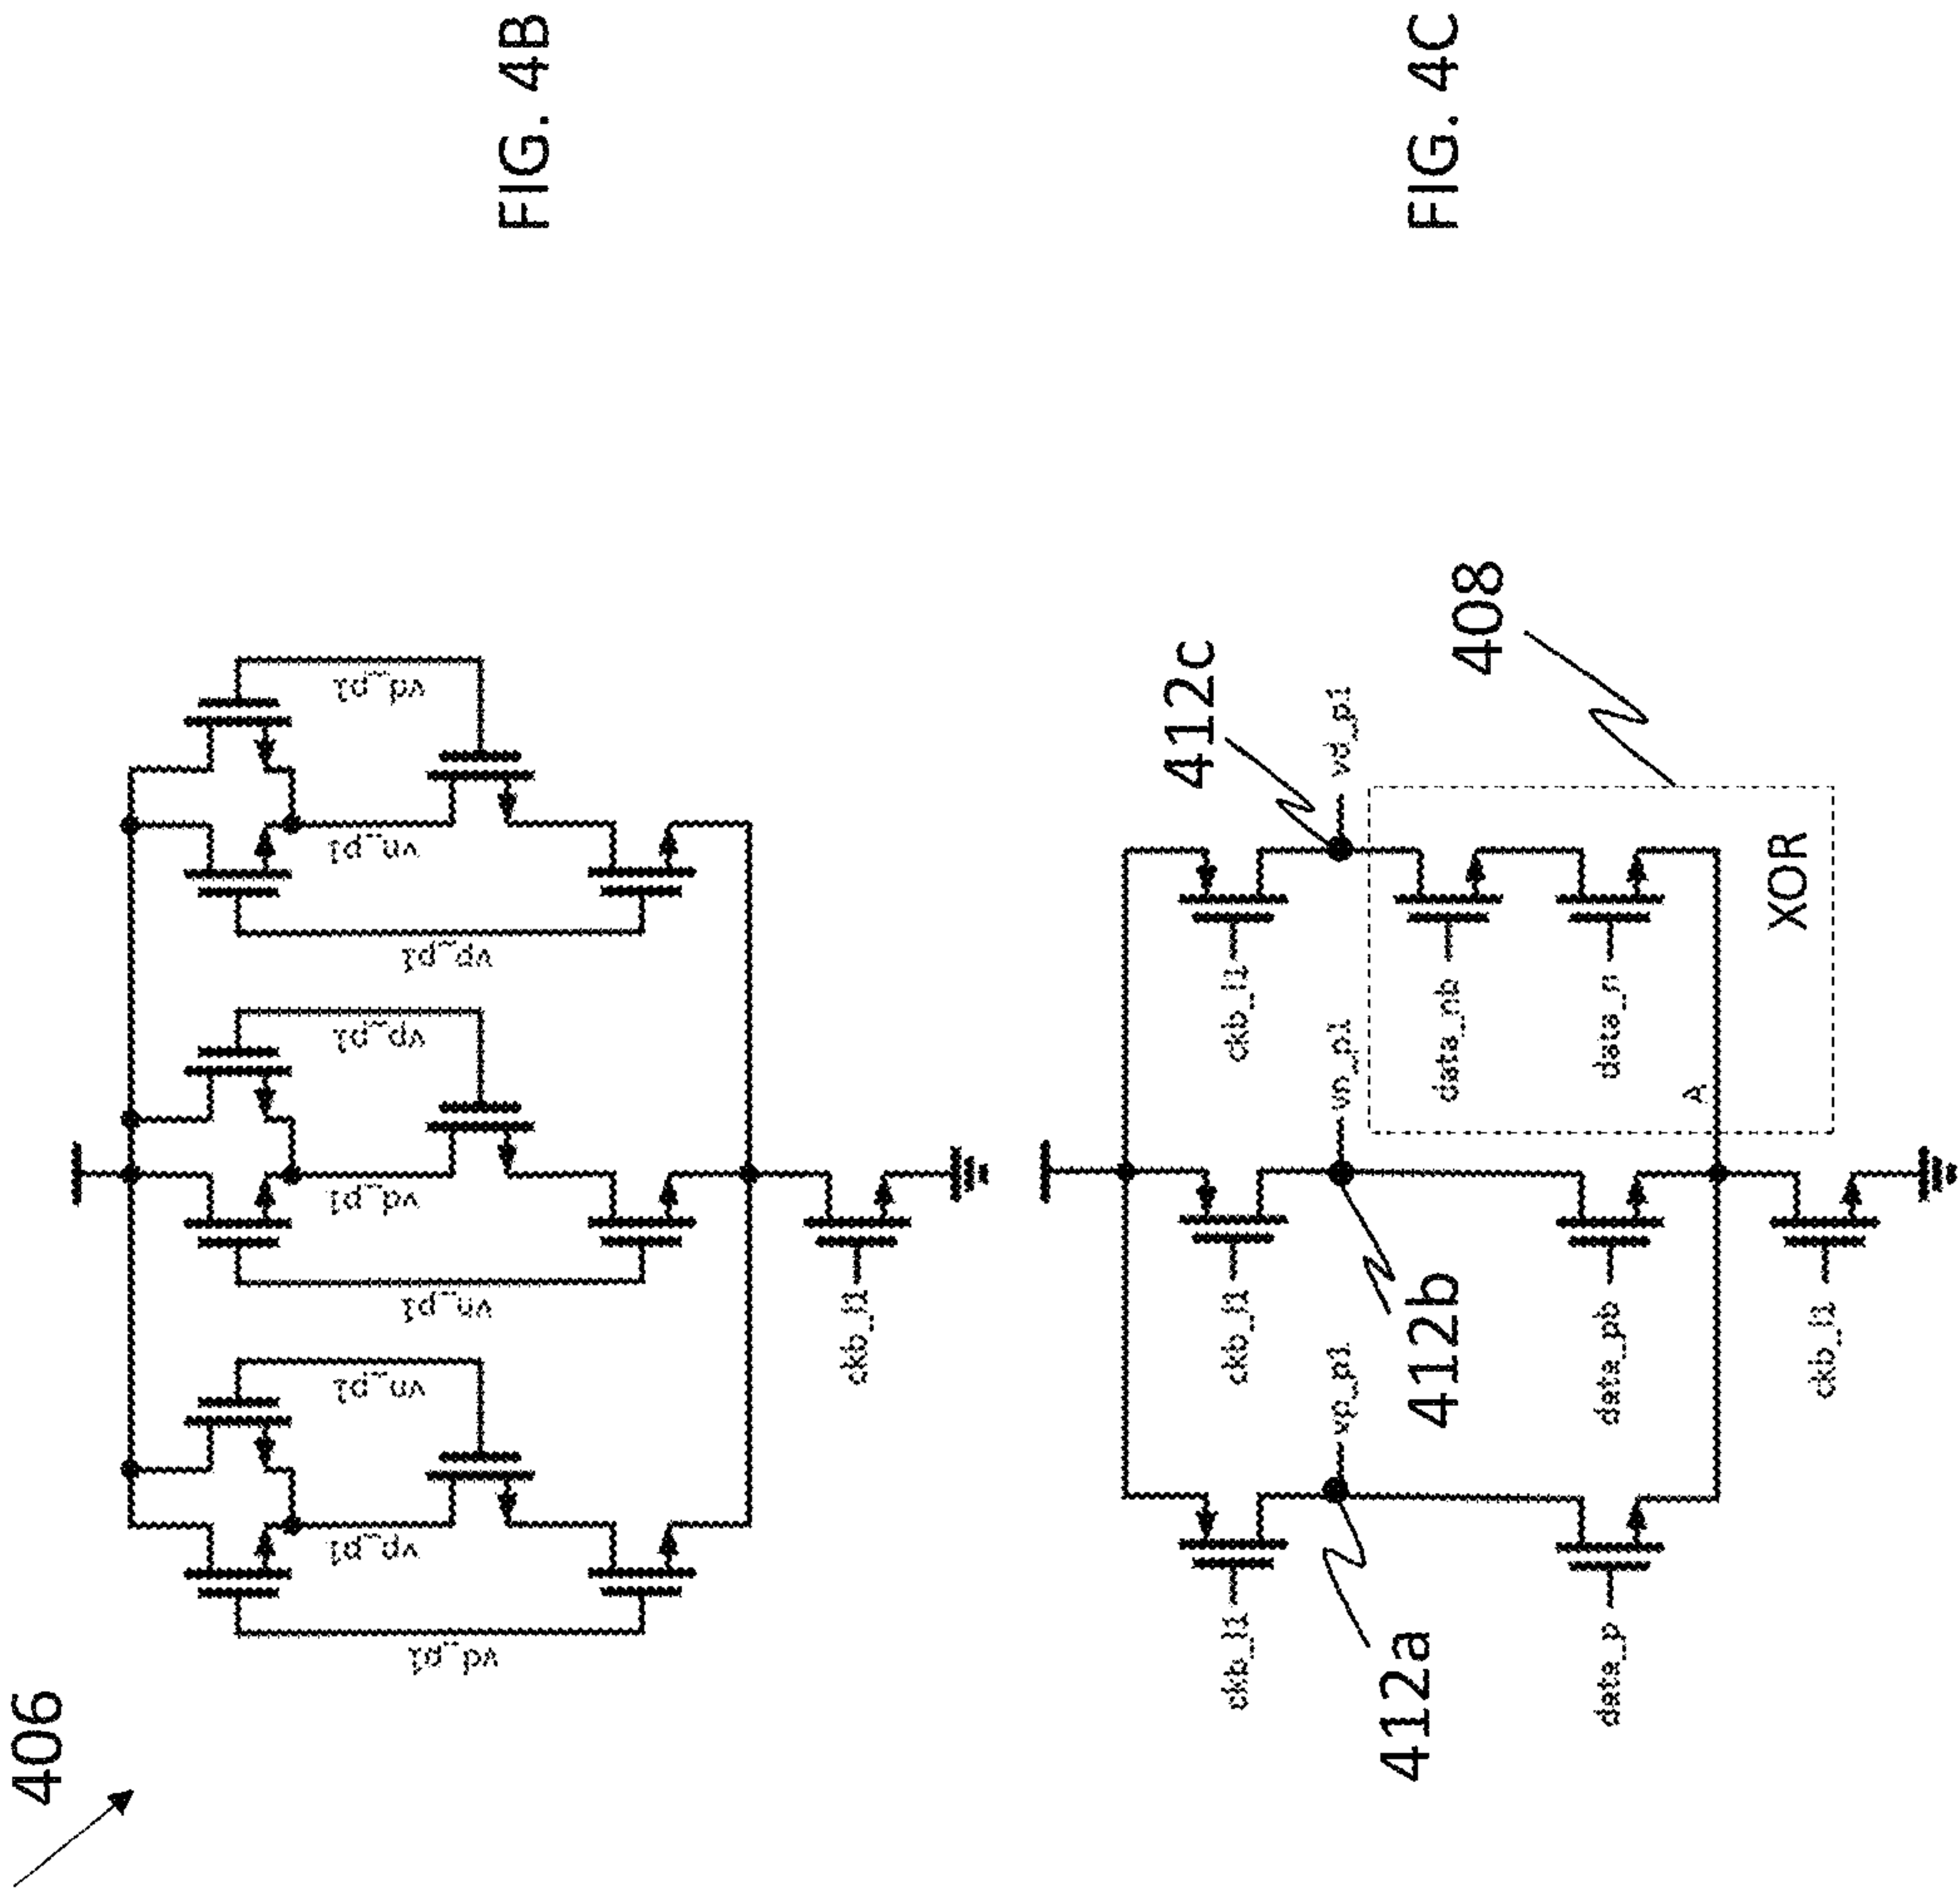 406
FIG. 4B
vd_p1
vp_p1
vn_p1
vn_p1
vd_p1
vp_p1
vp_p1
vn_p1
vd_p1
ckb_l1
FIG. 4C
412a
412b
412c
408
ckb_l1
ckb_l1
ckb_l1
vp_p1
vn_p1
vd_p1
data_p
data_pb
data_nb
data_n
A
XOR
ckb_l1